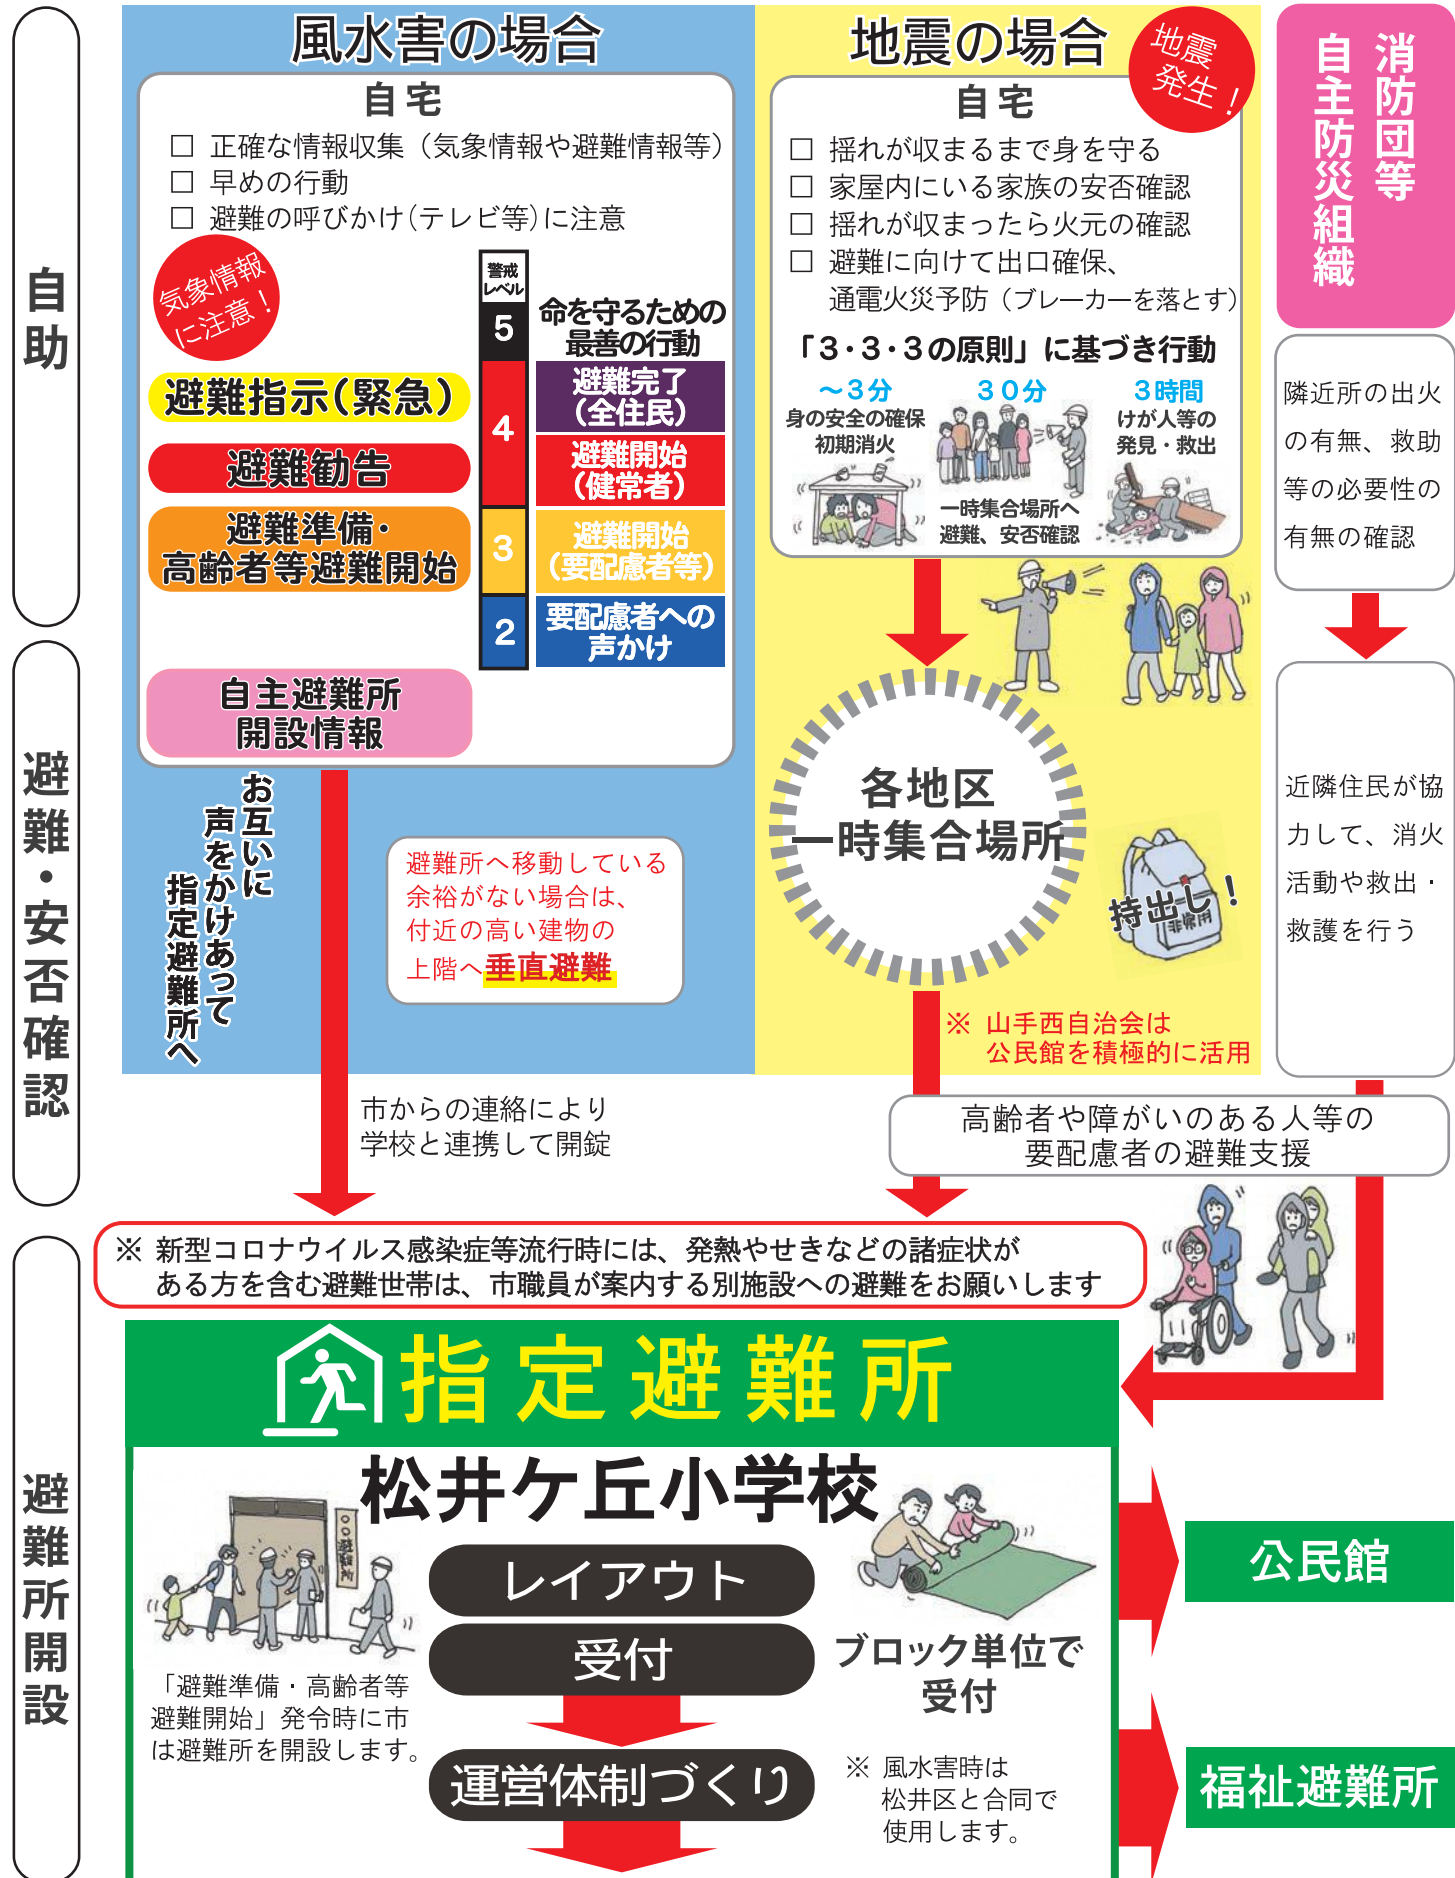 自助
避難・安否確認
避難所開設
風水害の場合
自宅
□ 正確な情報収集（気象情報や避難情報等）
□ 早めの行動
□ 避難の呼びかけ（テレビ等）に注意
気象情報
に注意！
警戒
レベル
5
命を守るための
最善の行動
避難指示（緊急）
避難勧告
4
避難完了
（全住民）
避難開始
（健常者）
避難準備・
高齢者等避難開始
3
避難開始
（要配慮者等）
2
要配慮者への
声かけ
自主避難所
開設情報
お互いに
声をかけあって
指定避難所へ
避難所へ移動している
余裕がない場合は、
付近の高い建物の
上階へ垂直避難
市からの連絡により
学校と連携して開錠
地震の場合
地震
発生！
自宅
□ 揺れが収まるまで身を守る
□ 家屋内にいる家族の安否確認
□ 揺れが収まったら火元の確認
□ 避難に向けて出口確保、
通電火災予防（ブレーカーを落とす）
「3・3・3の原則」に基づき行動
～3分
身の安全の確保
初期消火
30分
一時集合場所へ
避難、安否確認
3時間
けが人等の
発見・救出
各地区
一時集合場所
持出し！
非常用
※ 山手西自治会は
公民館を積極的に活用
消防団等
自主防災組織
隣近所の出火
の有無、救助
等の必要性の
有無の確認
近隣住民が協
力して、消火
活動や救出・
救護を行う
高齢者や障がいのある人等の
要配慮者の避難支援
※ 新型コロナウイルス感染症等流行時には、発熱やせきなどの諸症状が
ある方を含む避難世帯は、市職員が案内する別施設への避難をお願いします
指定避難所
松井ケ丘小学校
○○避難所
「避難準備・高齢者等
避難開始」発令時に市
は避難所を開設します。
レイアウト
受付
運営体制づくり
ブロック単位で
受付
※ 風水害時は
松井区と合同で
使用します。
公民館
福祉避難所